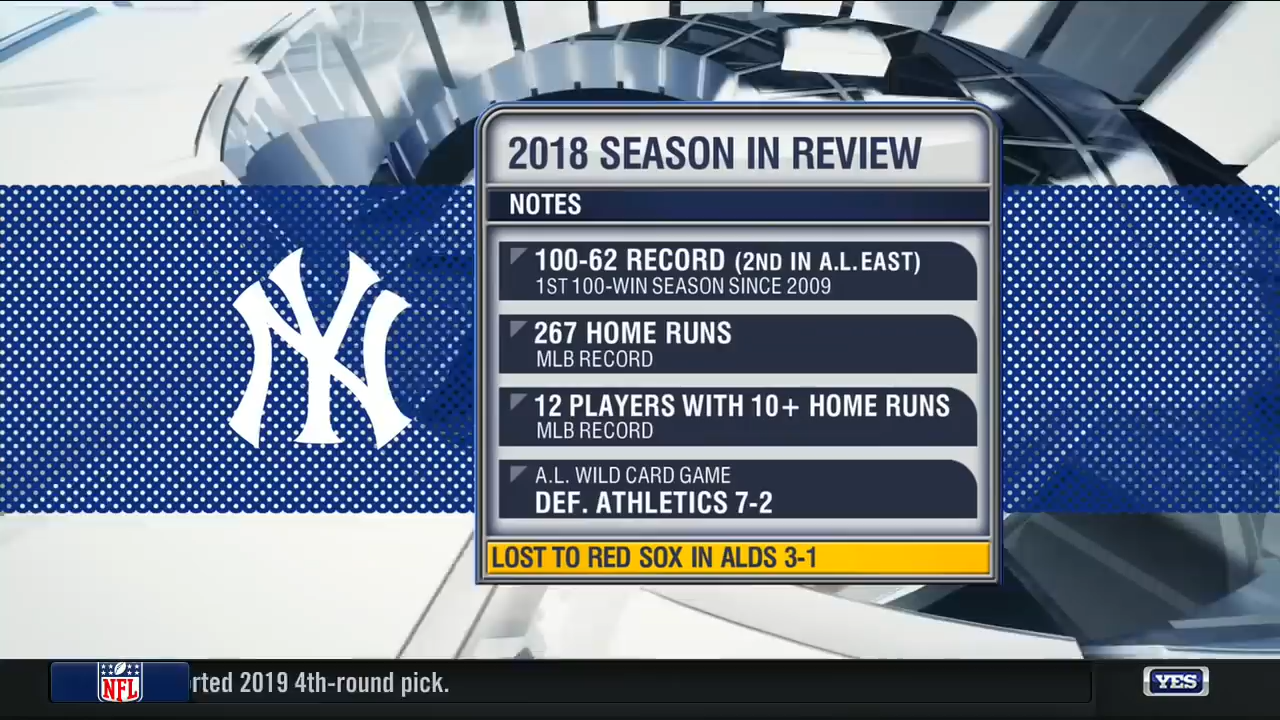 2018 SEASON IN REVIEW
NOTES
100-62 RECORD (2ND IN A.L. EAST)
1ST 100-WIN SEASON SINCE 2009
267 HOME RUNS
MLB RECORD
12 PLAYERS WITH 10+ HOME RUNS
MLB RECORD
A.L. WILD CARD GAME
DEF. ATHLETICS 7-2
LOST TO RED SOX IN ALDS 3-1
NY
NFL
rted 2019 4th-round pick.
YES